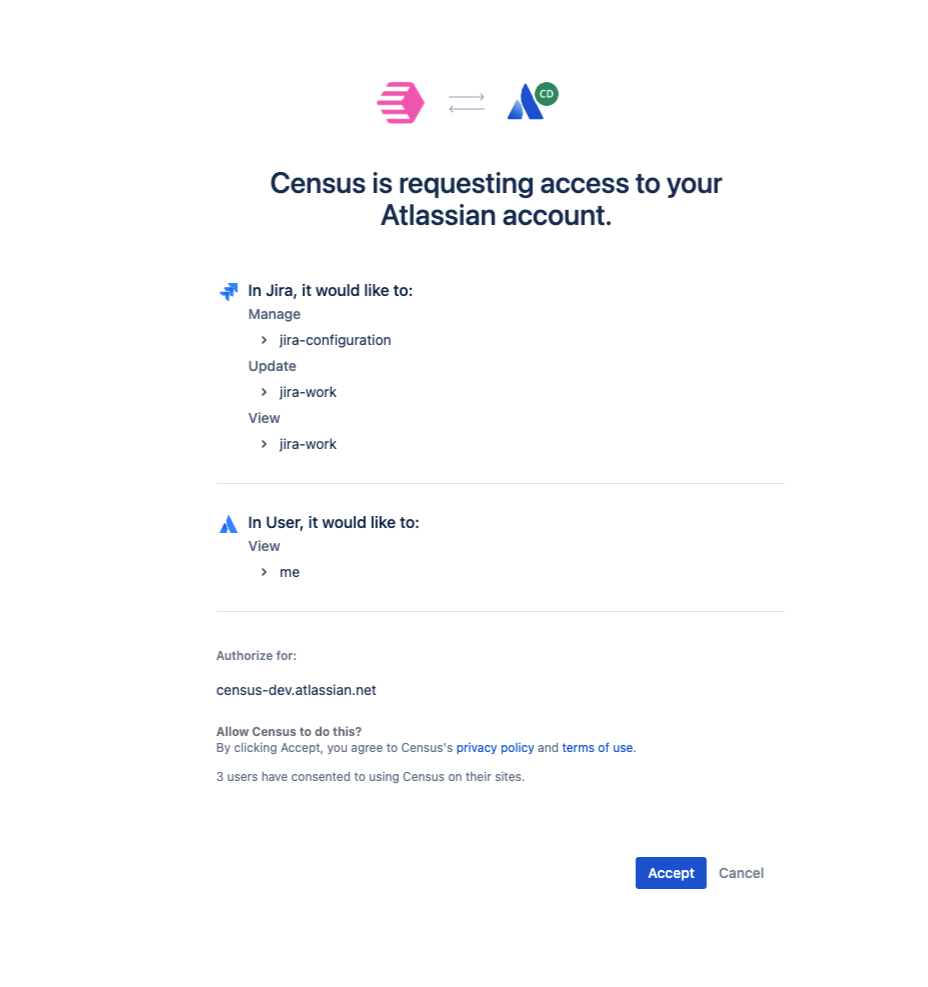 CD
Census is requesting access to your
Atlassian account.
In Jira, it would like to:
Manage
jira-configuration
Update
jira-work
View
jira-work
In User, it would like to:
View
me
Authorize for:
census-dev.atlassian.net
Allow Census to do this?
By clicking Accept, you agree to Census's privacy policy and terms of use.
3 users have consented to using Census on their sites.
Accept Cancel